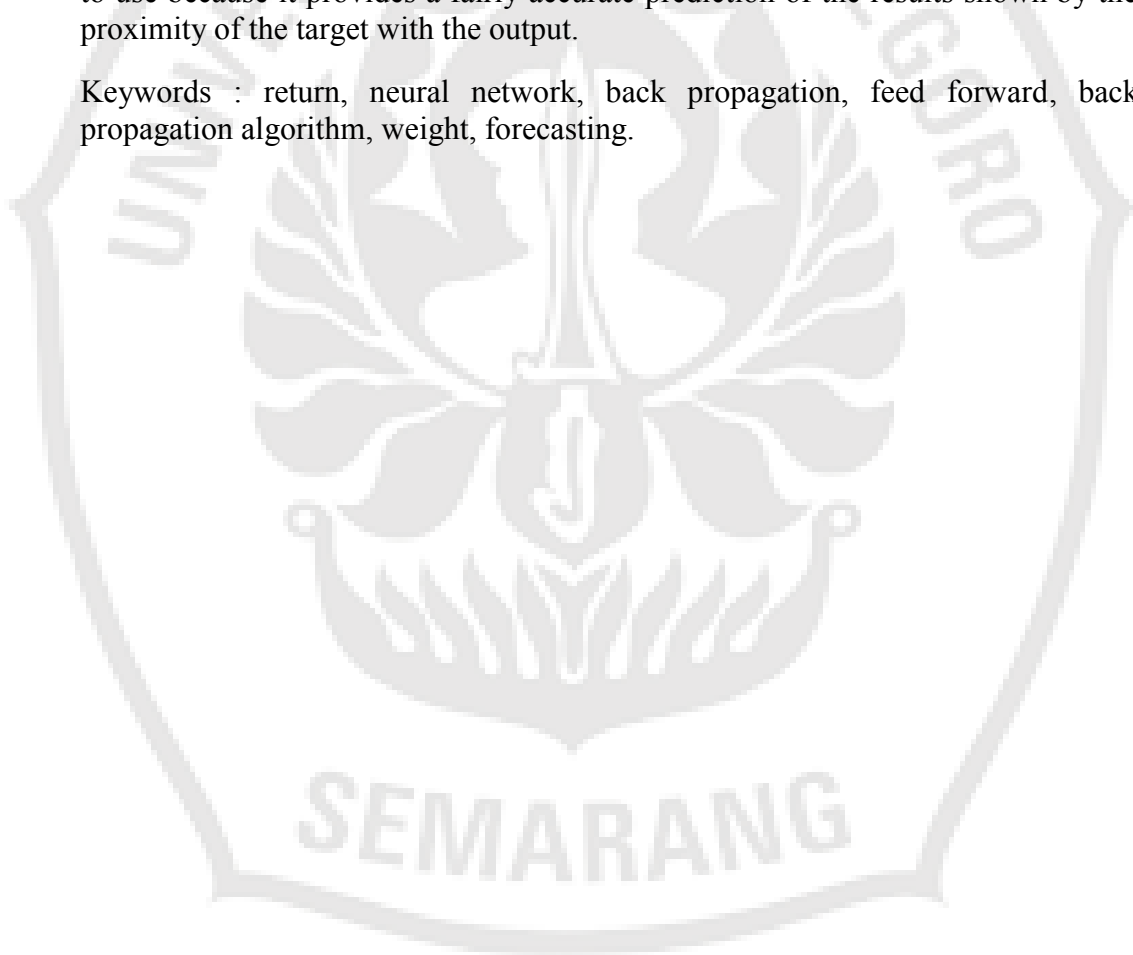 to use because it provides a fairly accurate prediction of the results shown by the
proximity of the target with the output.
Keywords : return, neural network, back propagation, feed forward, back
propagation algorithm, weight, forecasting.
SEMARANG